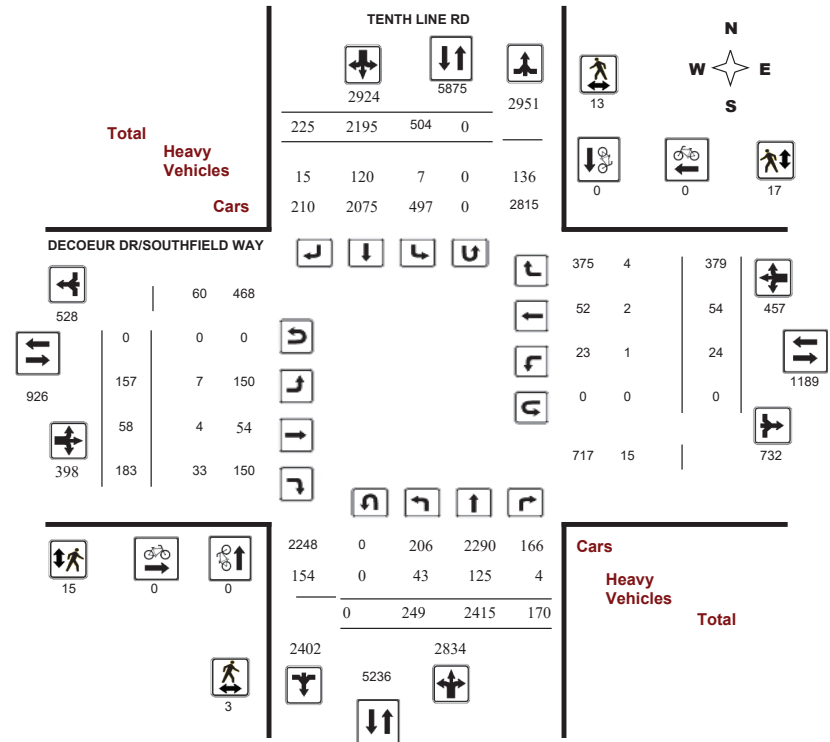 TENTH LINE RD
N
W E
S
2924 5875 2951 13
225 2195 504 0
Total
Heavy
Vehicles
Cars
15 120 7 0 136
210 2075 497 0 2815
0 0 17
DECOEUR DR/SOUTHFIELD WAY
528
60 468
926
0 0 0
157 7 150
58 4 54
398 183 33 150
375 4 379
52 2 54 457
23 1 24
1189
0 0 0
717 15 732
2248 0 206 2290 166
154 0 43 125 4
0 249 2415 170
Cars
Heavy
Vehicles
Total
15 0 0
2402 2834
5236
3